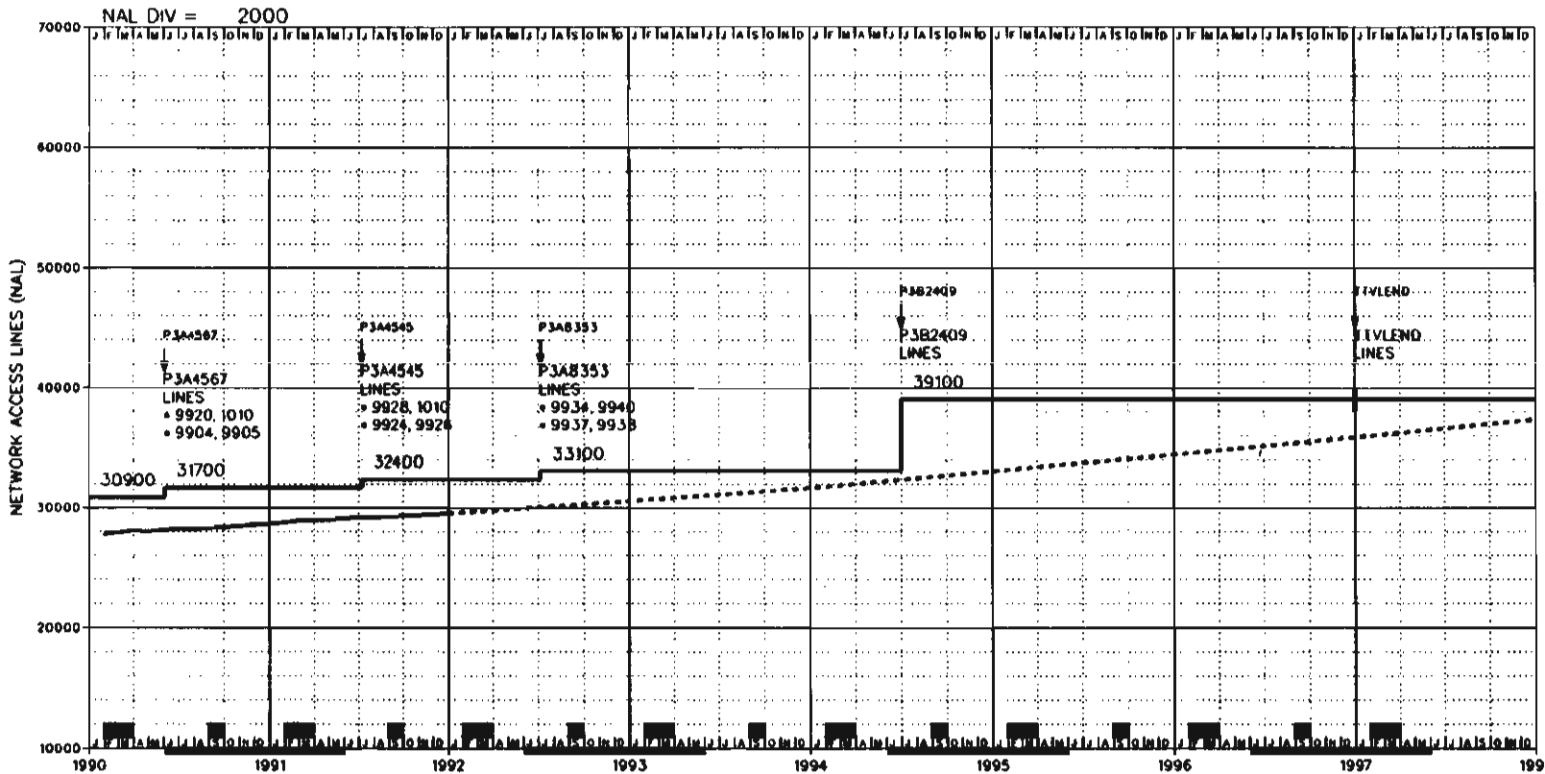 NAL DIV = 2000
70000
J F M A M J J A S O N D J F M A M J J A S O N D J F M A M J J A S O N D J F M A M J J A S O N D J F M A M J J A S O N D J F M A M J J A S O N D J F M A M J J A S O N D J F M A M J J A S O N D
60000
50000
40000
30000
20000
10000
NETWORK ACCESS LINES (NAL)
P3A4567
P3A4567
LINES
• 9920, 1010
• 9904, 9905
P3A4545
P3A4545
LINES
• 9928, 1010
• 9924, 9926
P3A8353
P3A8353
LINES
• 9934, 9940
• 9937, 9938
P3B2409
P3B2409
LINES
TTVLEND
TTVLEND
LINES
30900
31700
32400
33100
39100
J F M A M J J A S O N D J F M A M J J A S O N D J F M A M J J A S O N D J F M A M J J A S O N D J F M A M J J A S O N D J F M A M J J A S O N D J F M A M J J A S O N D J F M A M J J A S O N D
1990 1991 1992 1993 1994 1995 1996 1997 199